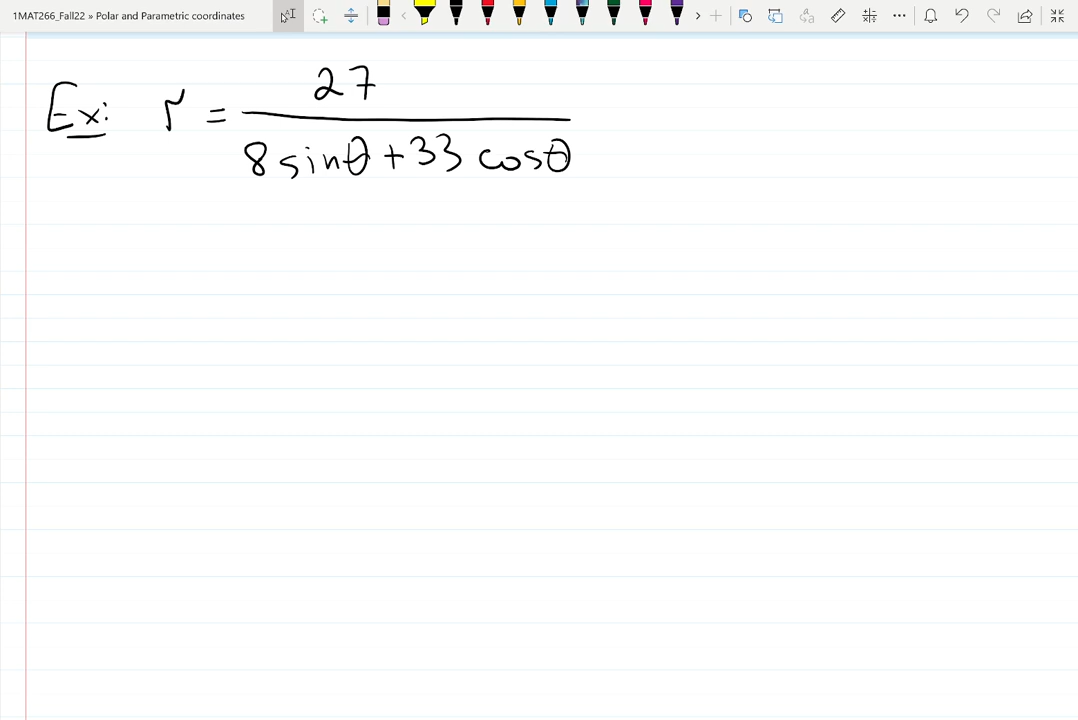 1MAT266_Fall22 » Polar and Parametric coordinates
Ex: r = 27
8 sinθ + 33 cosθ